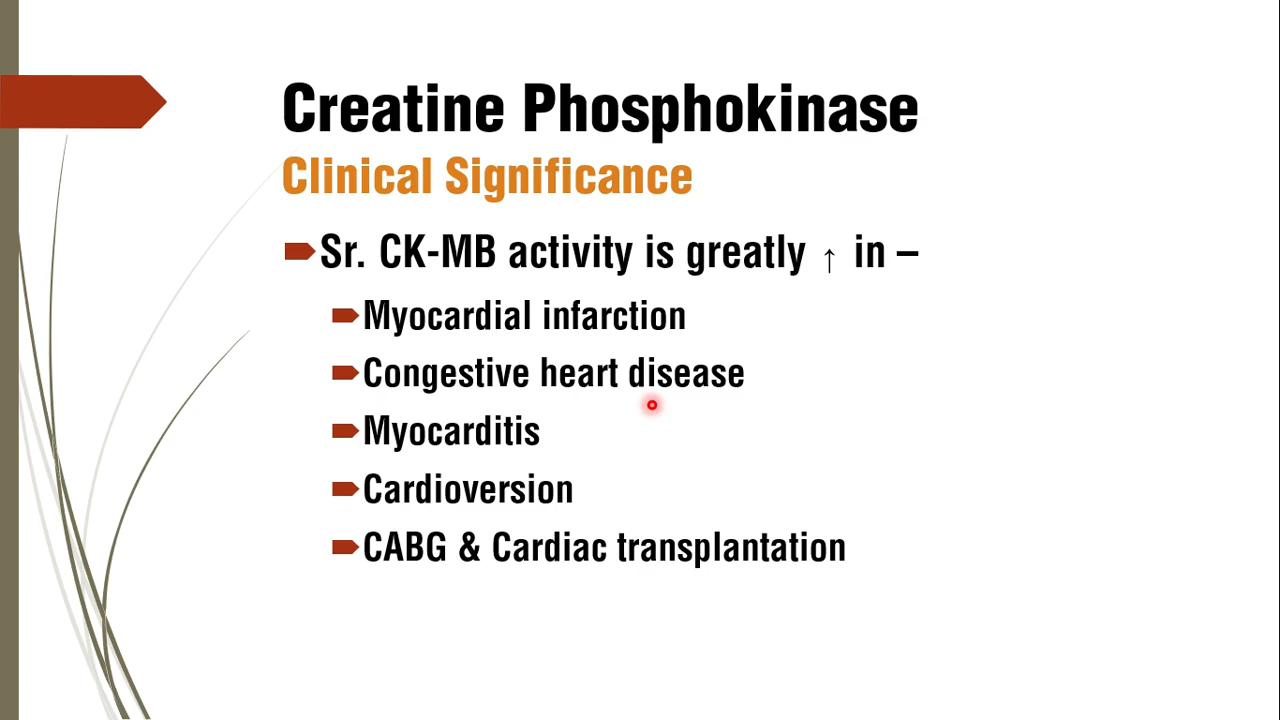 Creatine Phosphokinase
Clinical Significance
Sr. CK-MB activity is greatly ↑ in –
Myocardial infarction
Congestive heart disease
Myocarditis
Cardioversion
CABG & Cardiac transplantation